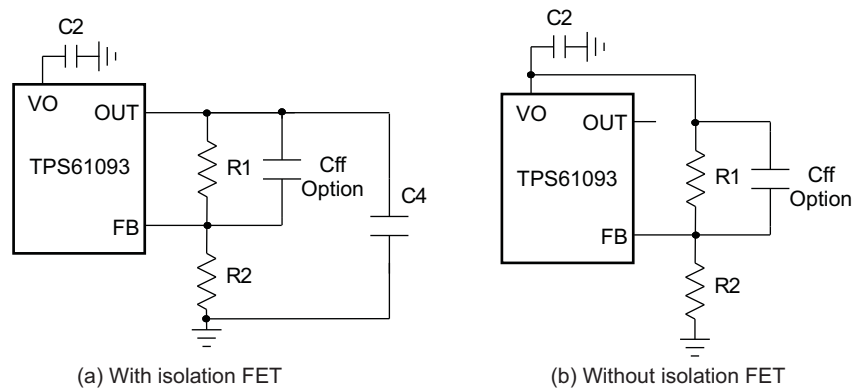 C2
VO
OUT
TPS61093
R1
Cff
Option
C4
FB
R2
(a) With isolation FET
C2
VO
OUT
TPS61093
R1
Cff
Option
FB
R2
(b) Without isolation FET